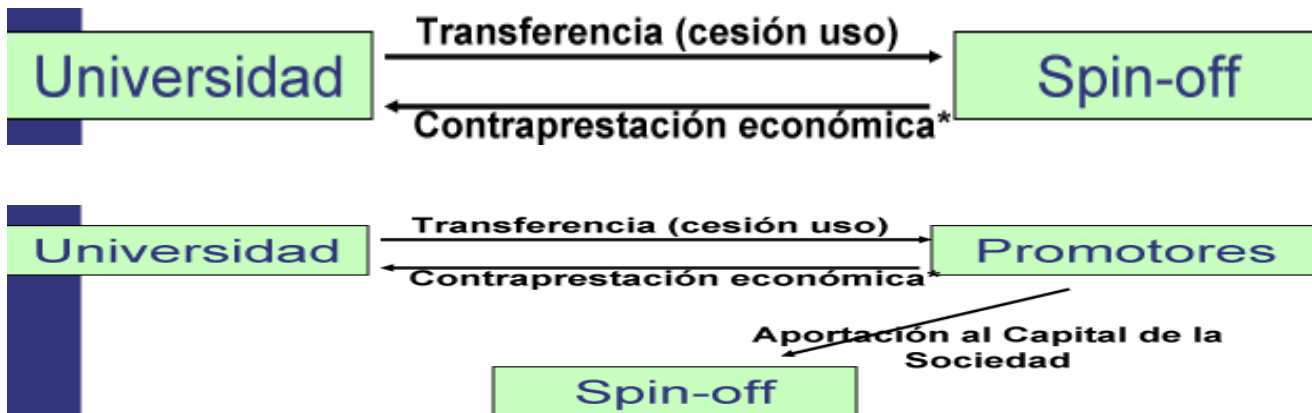 Transferencia (cesión uso)
Universidad
Spin-off
Contraprestación económica*
Transferencia (cesión uso)
Universidad
Promotores
Contraprestación económica*
Aportación al Capital de la
Sociedad
Spin-off